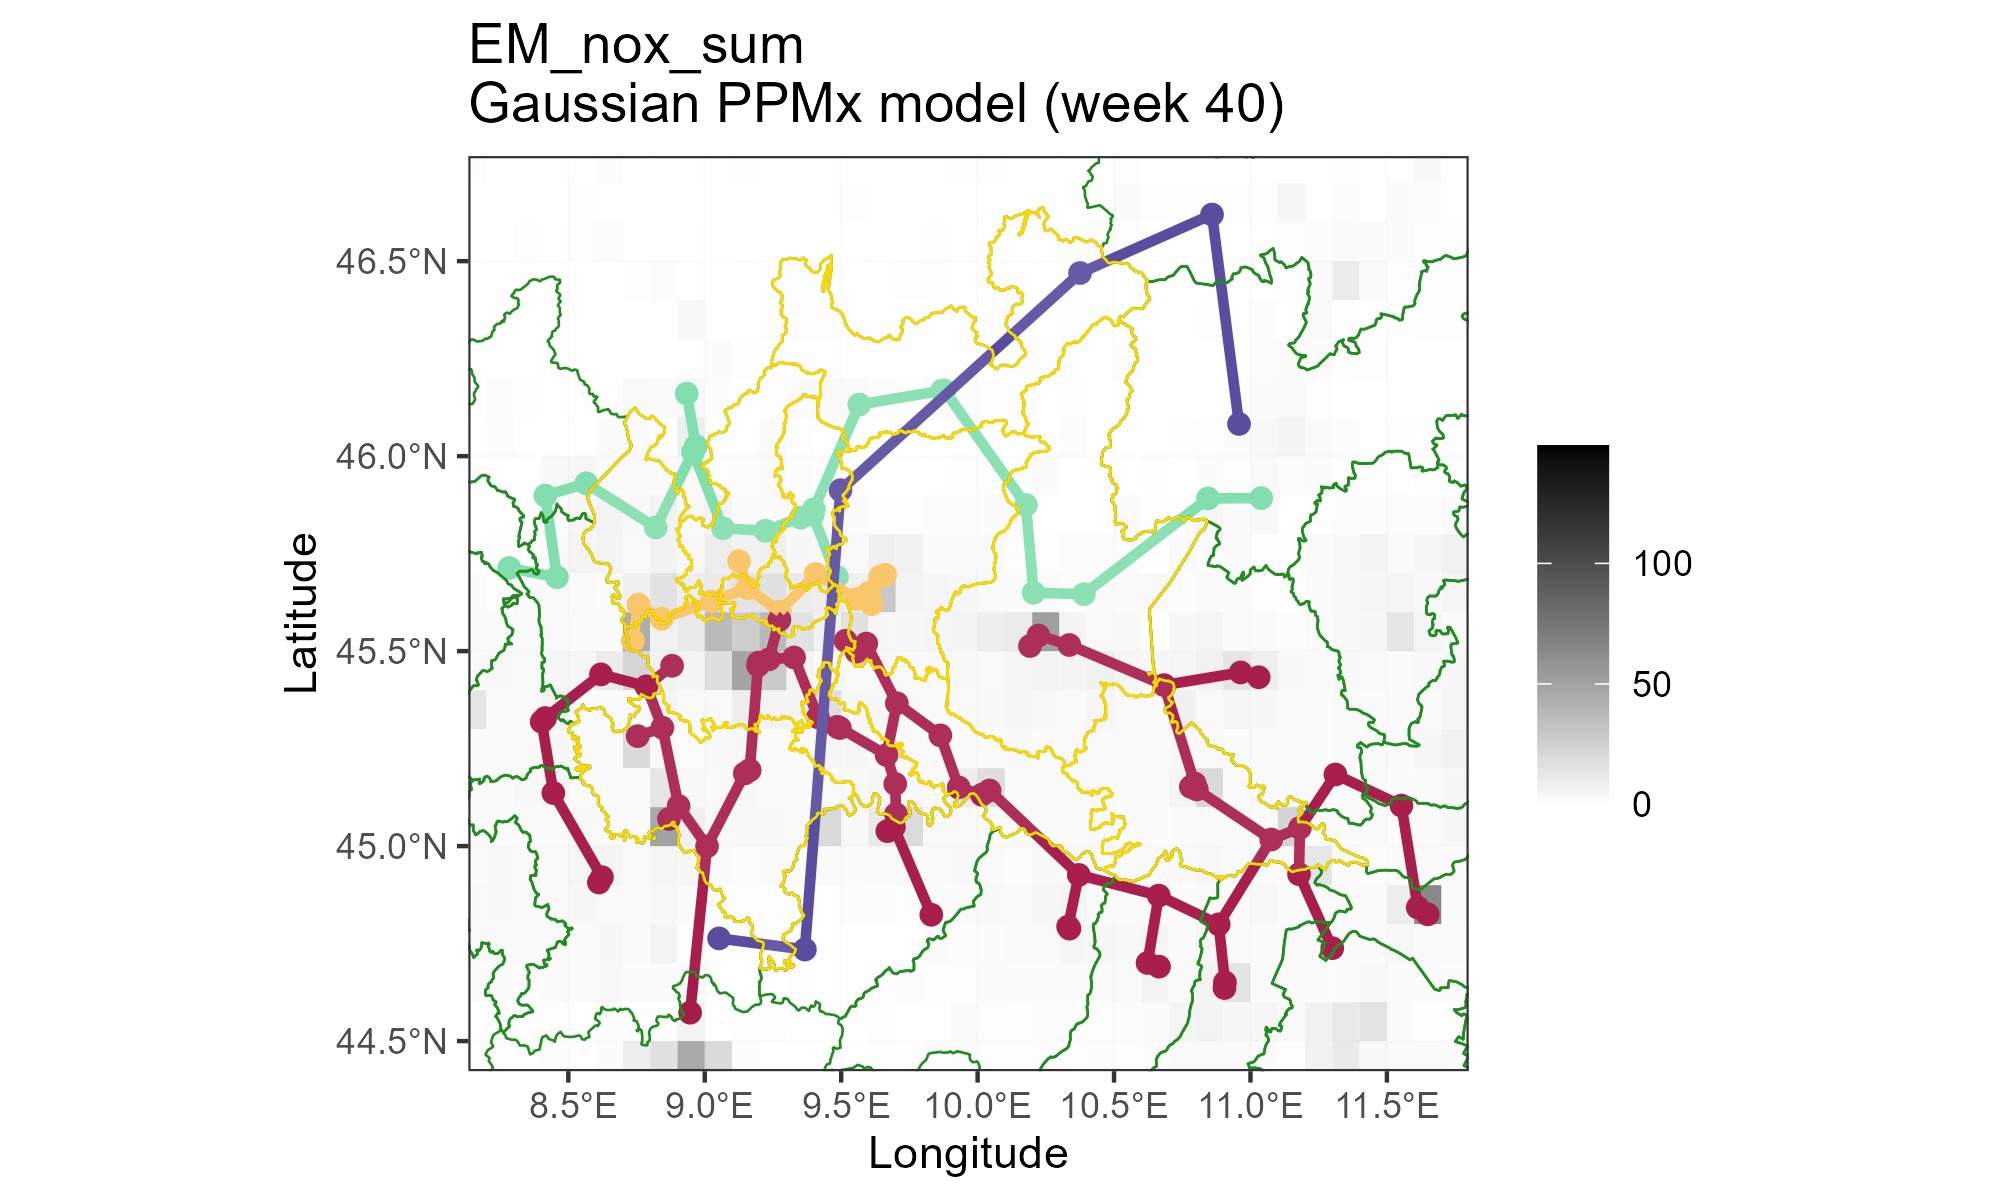 EM_nox_sum
Gaussian PPMx model (week 40)
46.5°N
46.0°N
45.5°N
45.0°N
44.5°N
Latitude
8.5°E
9.0°E
9.5°E
10.0°E
10.5°E
11.0°E
11.5°E
Longitude
100
50
0